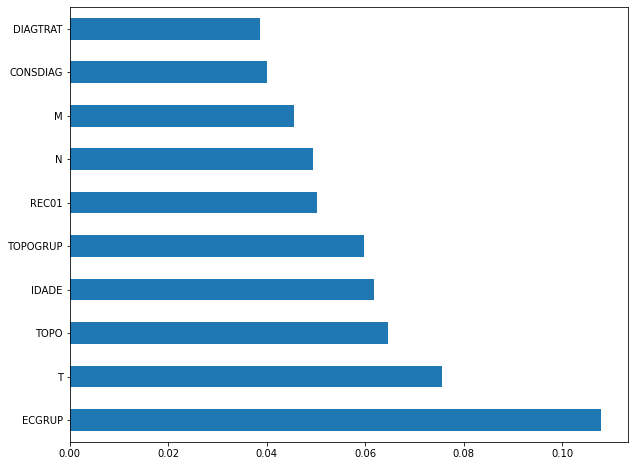 DIAGTRAT
CONSDIAG
M
N
REC01
TOPOGRUP
IDADE
TOPO
T
ECGRUP
0.00 0.02 0.04 0.06 0.08 0.10